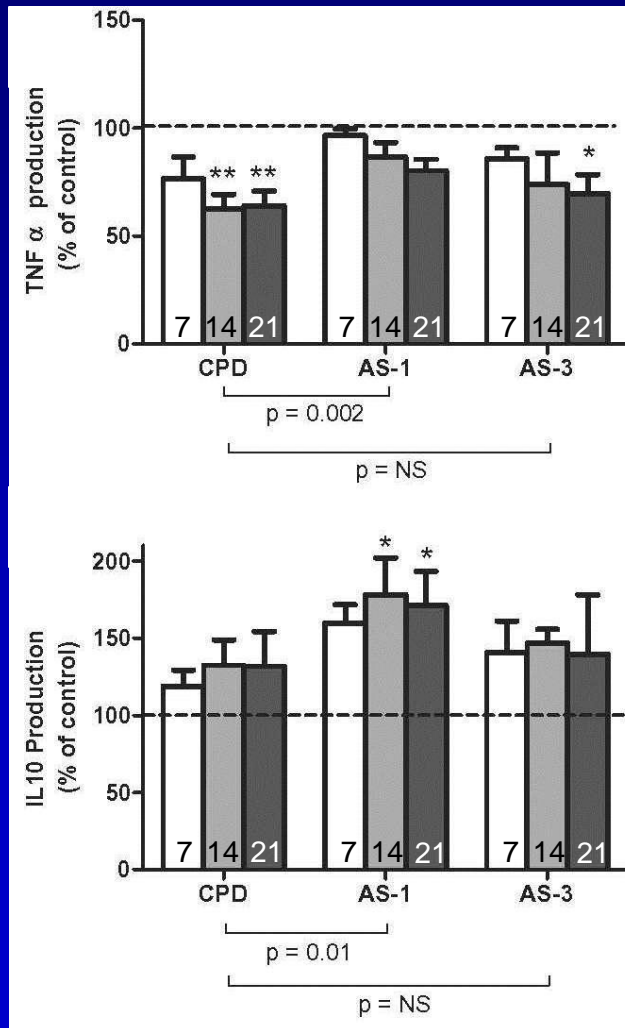 TNF α production
(% of control)
150
100
50
0
** **
*
7 14 21
7 14 21
7 14 21
CPD AS-1 AS-3
p = 0.002
p = NS
IL10 Production
(% of control)
200
150
100
50
0
* *
7 14 21
7 14 21
7 14 21
CPD AS-1 AS-3
p = 0.01
p = NS